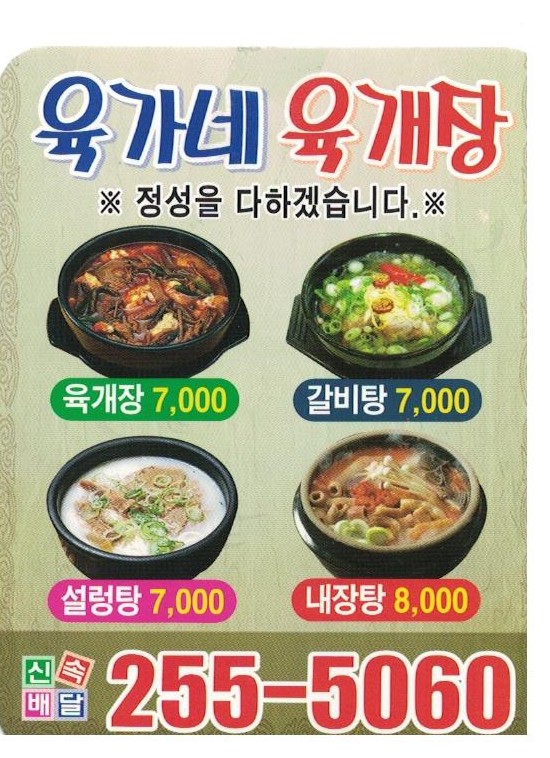 육가네 육개장
※ 정성을 다하겠습니다.※
육개장 7,000
갈비탕 7,000
설렁탕 7,000
내장탕 8,000
신속
배달
255-5060